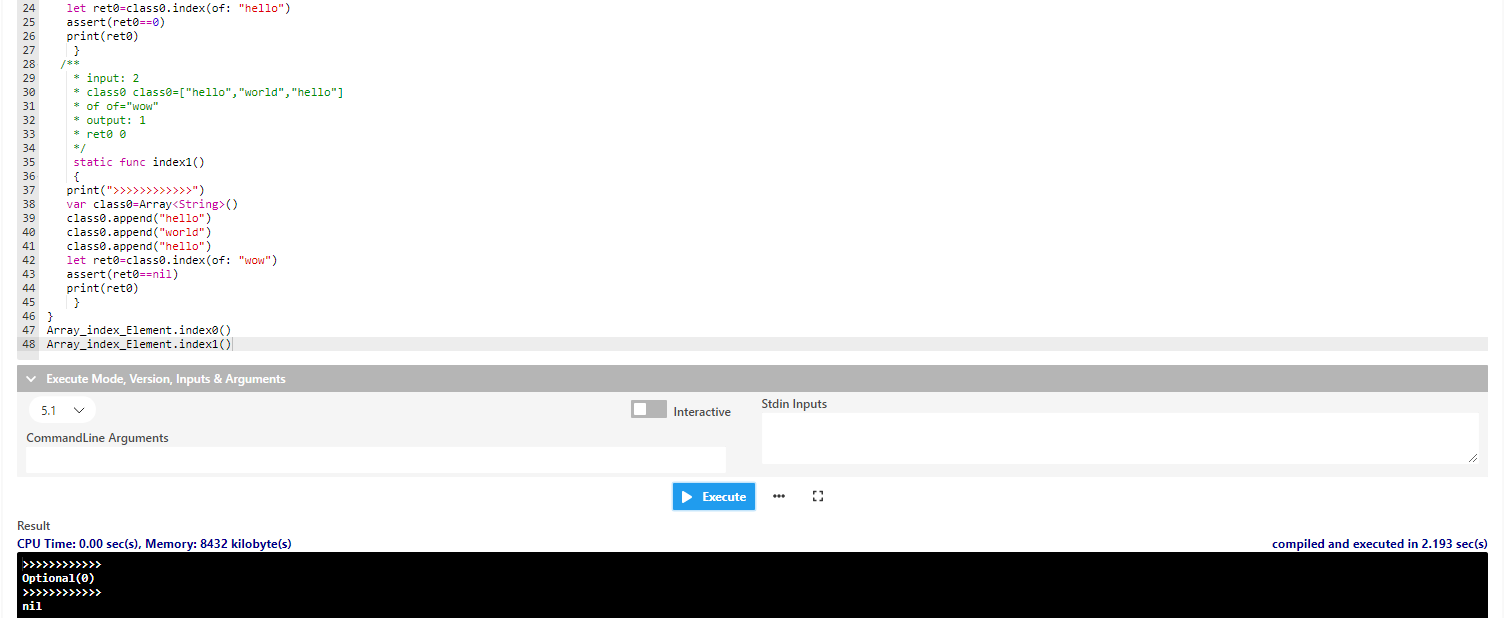 24 let ret0=class0.index(of: "hello")
25 assert(ret0==0)
26 print(ret0)
27 }
28 /**
29 * input: 2
30 * class0 class0=["hello","world","hello"]
31 * of of="wow"
32 * output: 1
33 * ret0 0
34 */
35 static func index1()
36 {
37 print(">>>>>>>>>>>>")
38 var class0=Array<String>()
39 class0.append("hello")
40 class0.append("world")
41 class0.append("hello")
42 let ret0=class0.index(of: "wow")
43 assert(ret0==nil)
44 print(ret0)
45 }
46 }
47 Array_index_Element.index0()
48 Array_index_Element.index1()
Execute Mode, Version, Inputs & Arguments
5.1
Interactive
Stdin Inputs
CommandLine Arguments
Execute
Result
CPU Time: 0.00 sec(s), Memory: 8432 kilobyte(s)
compiled and executed in 2.193 sec(s)
>>>>>>>>>>>>
Optional(0)
>>>>>>>>>>>>
nil